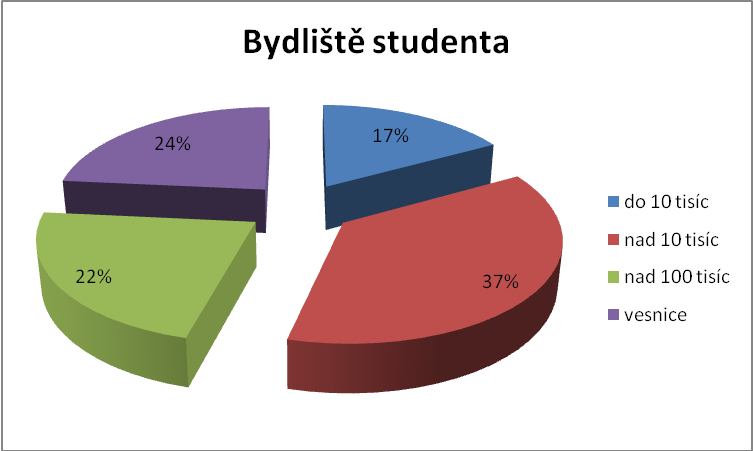 Bydliště studenta
17%
37%
22%
24%
do 10 tisíc
nad 10 tisíc
nad 100 tisíc
vesnice